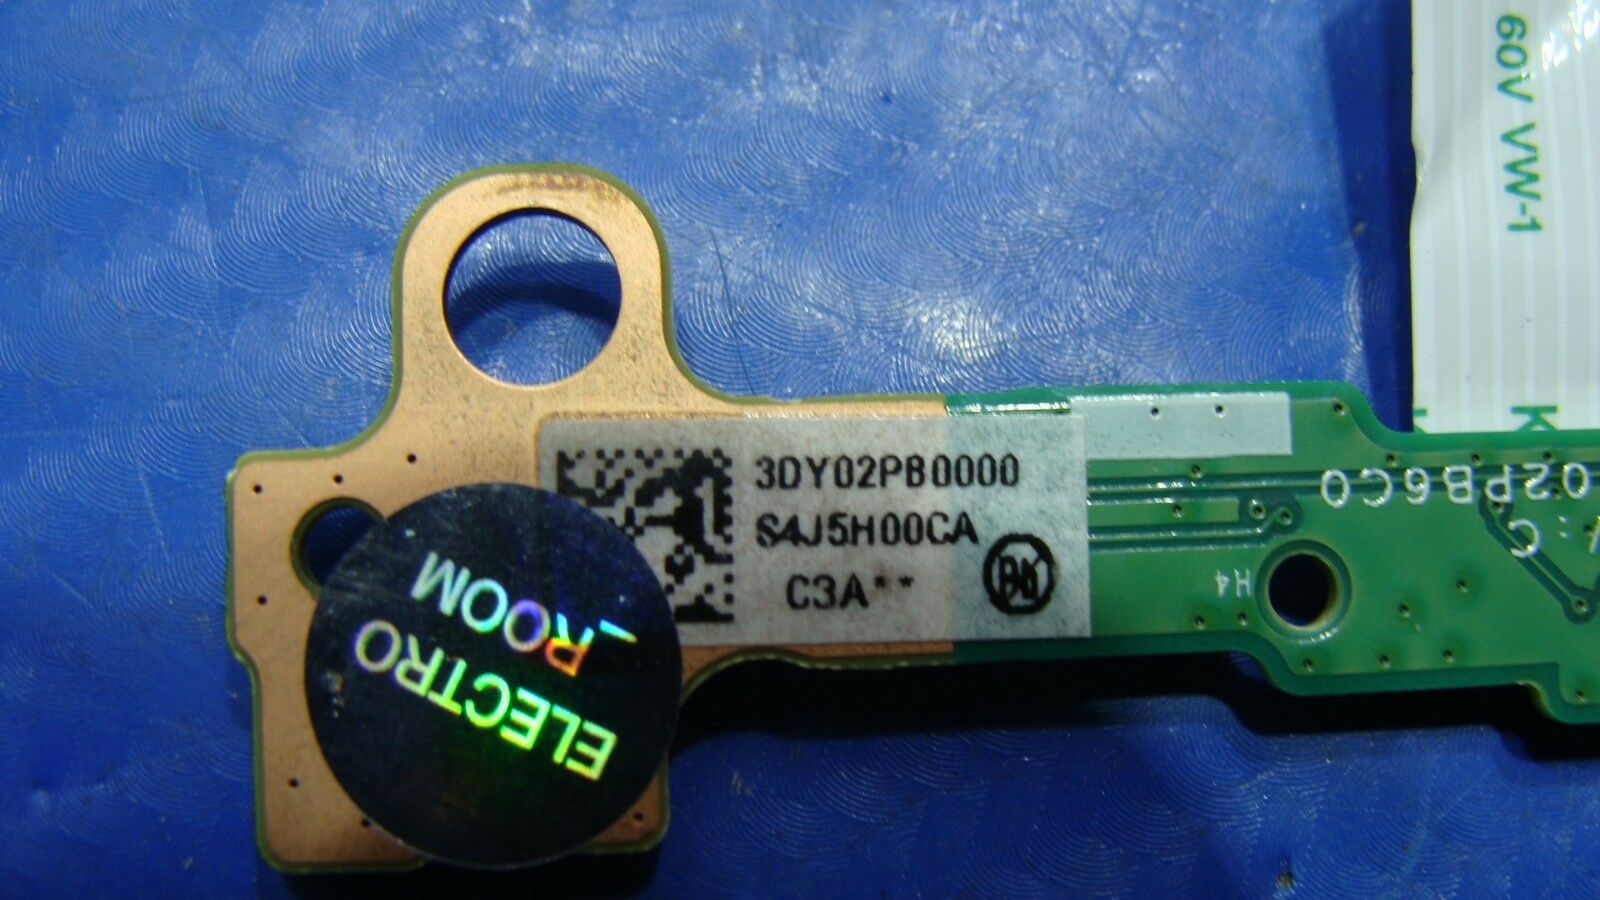 60V VW-1
K
3DY02PB0000
S4J5H00CA
C3A**
02PB6C0
C
H4
ELECTRO
_ROOM